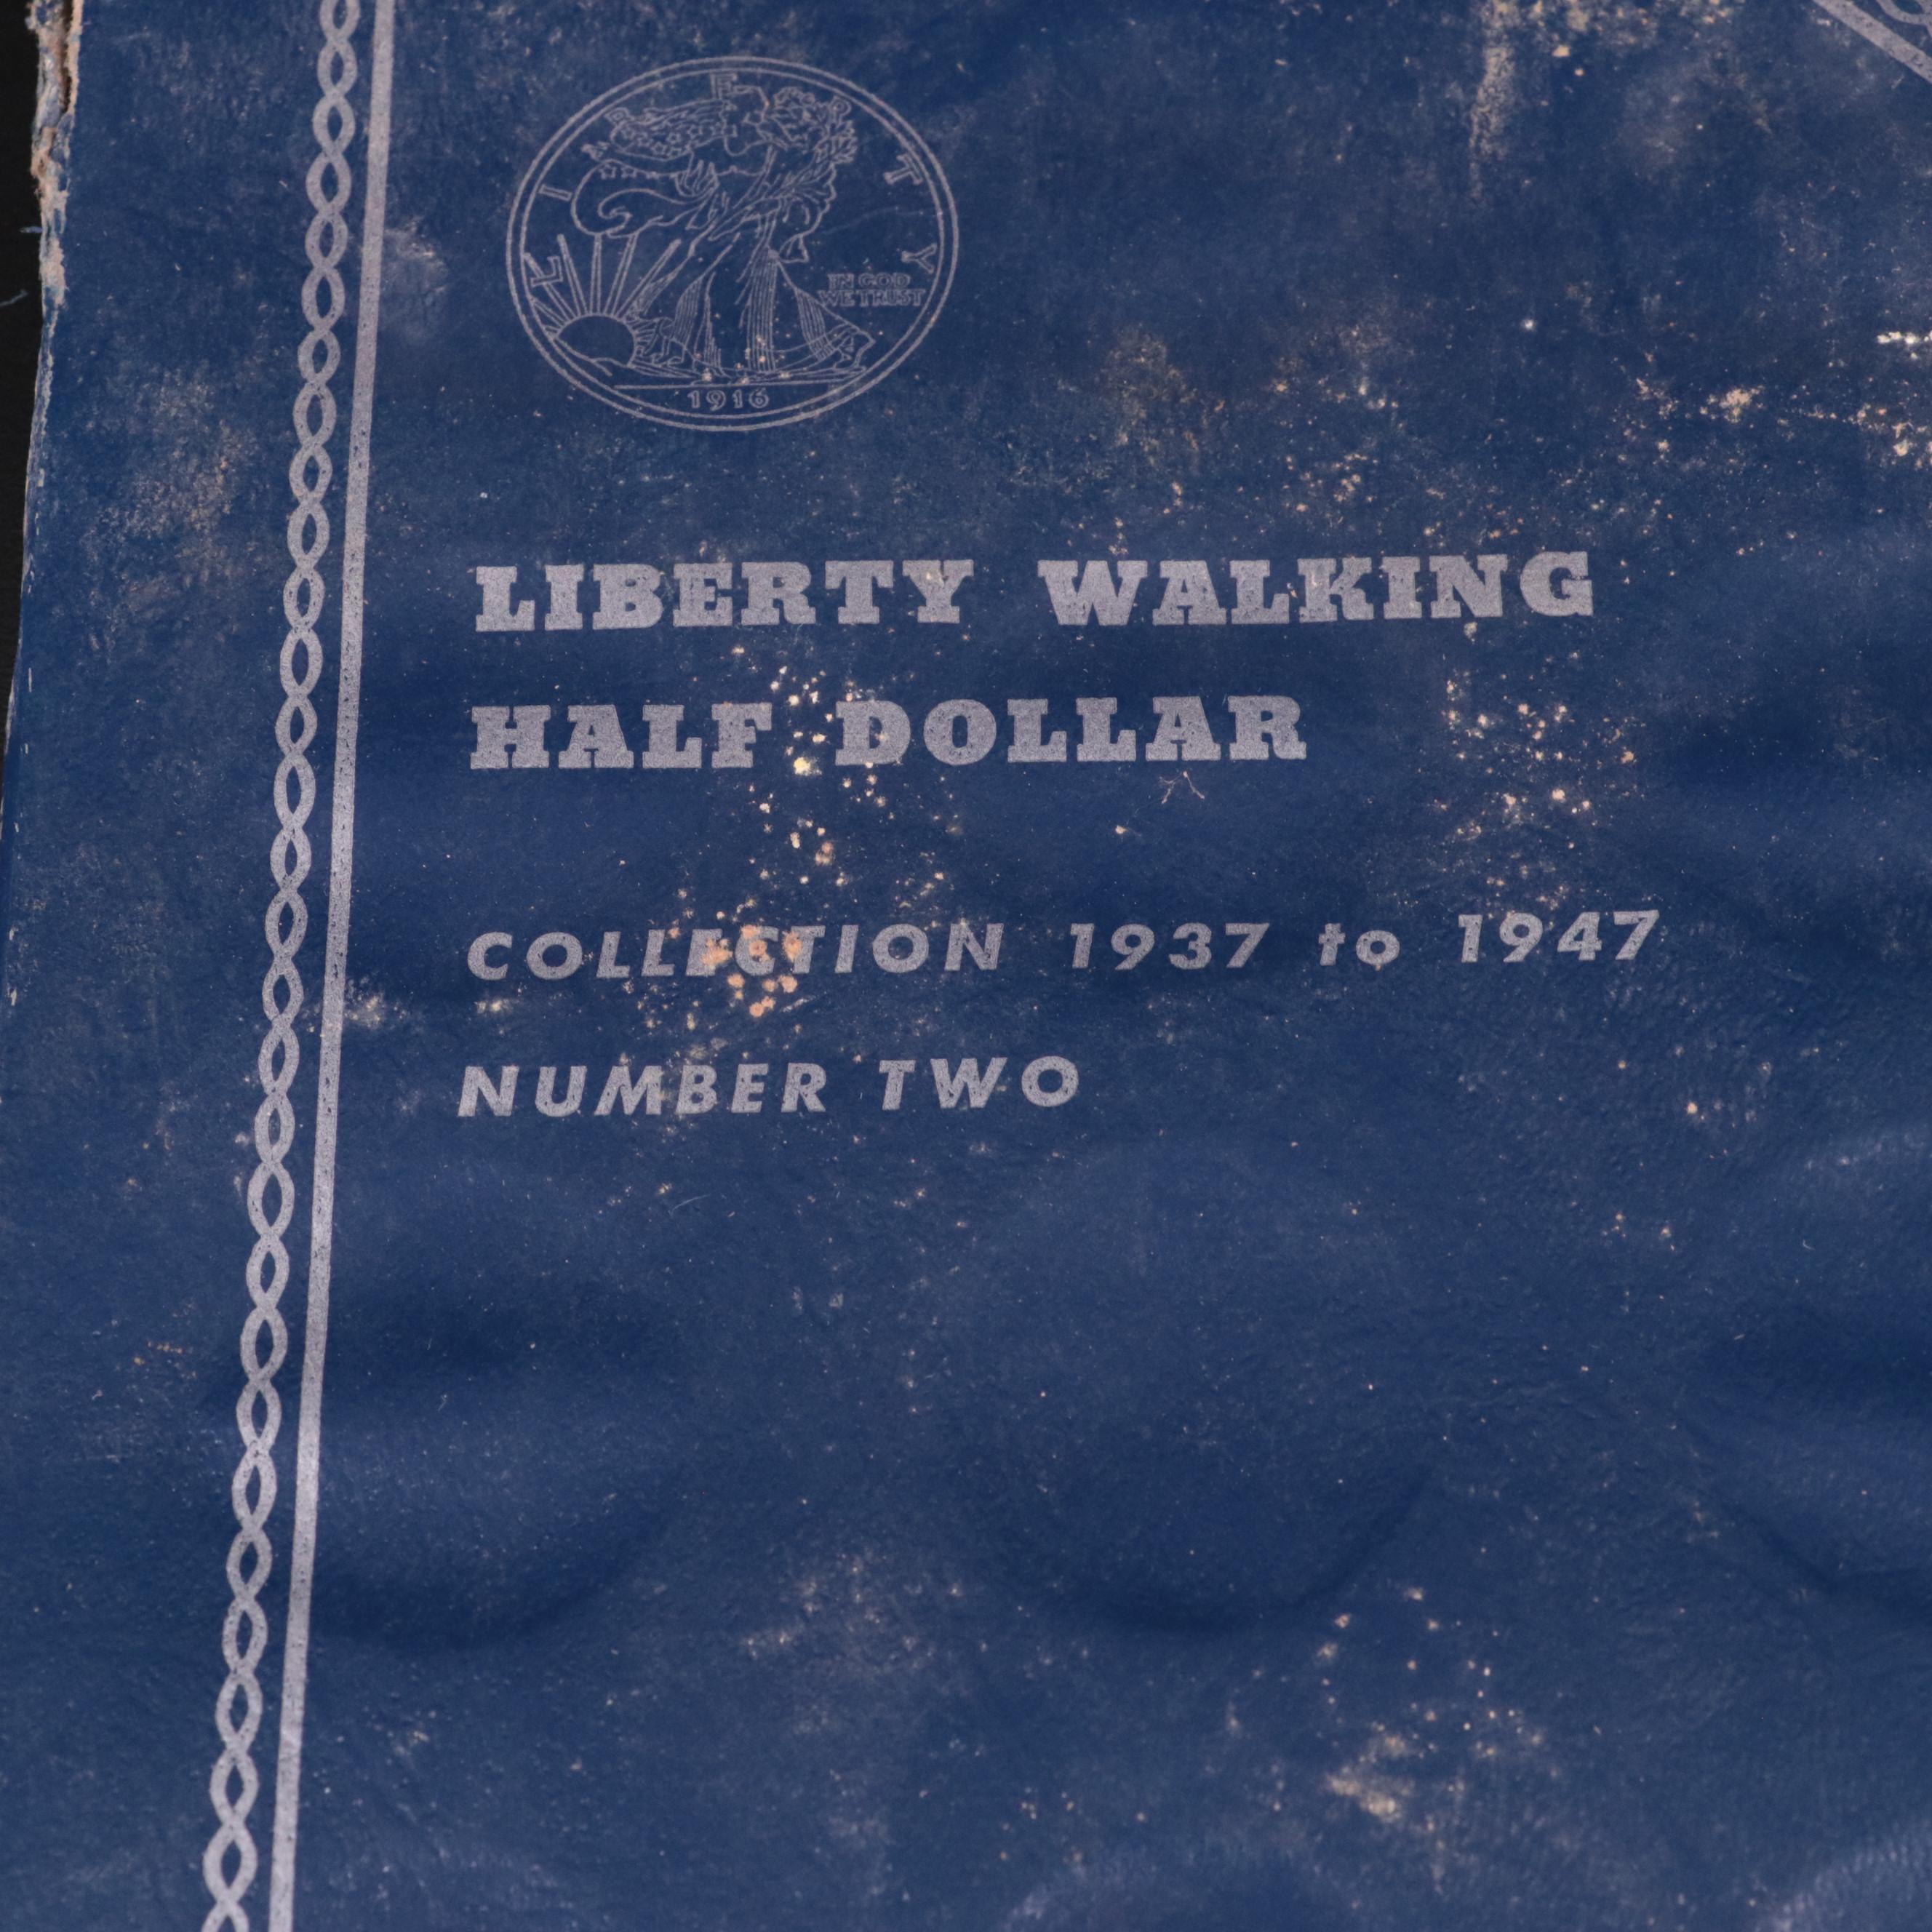 LIBERTY
IN GOD
WE TRUST
1916
LIBERTY WALKING
HALF DOLLAR
COLLECTION 1937 to 1947
NUMBER TWO